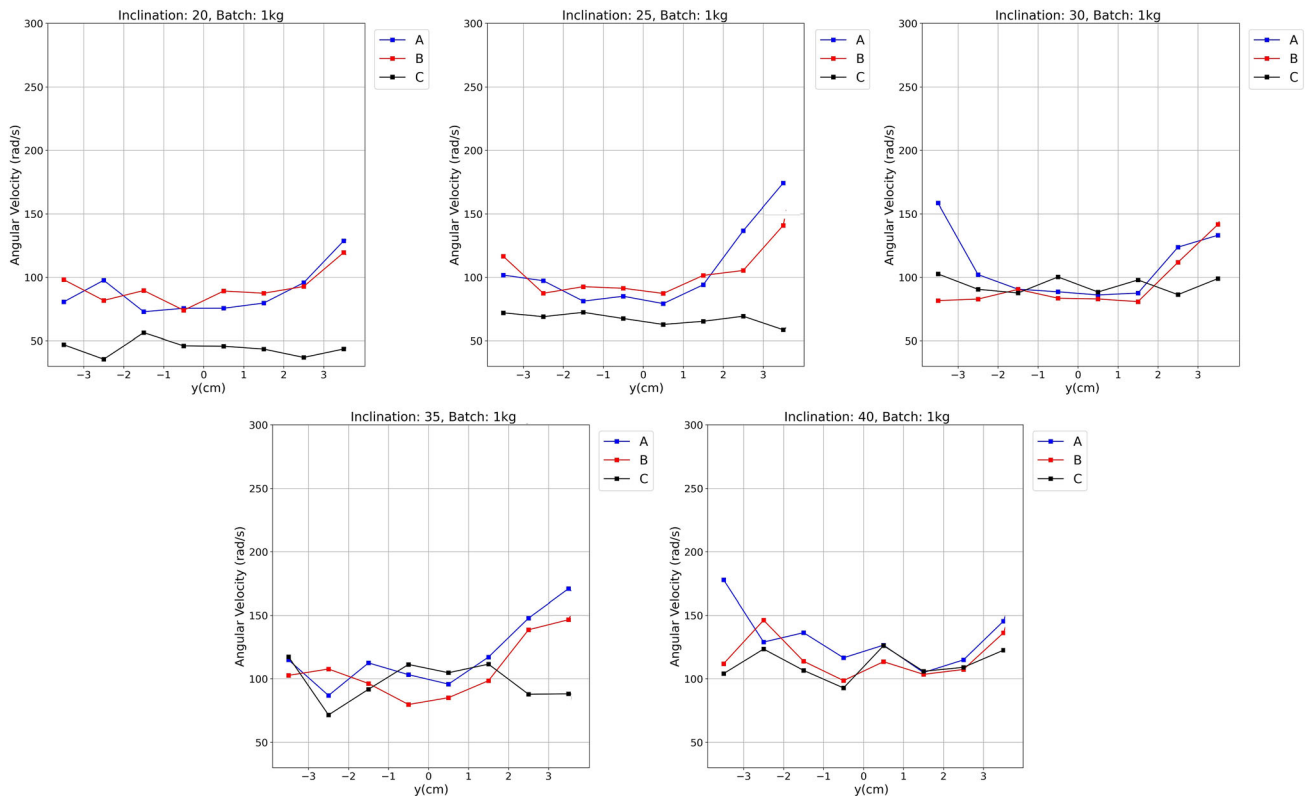 Inclination: 20, Batch: 1kg
300
250
200
150
100
50
Angular Velocity (rad/s)
−3 −2 −1 0 1 2 3
y(cm)
A
B
C
Inclination: 25, Batch: 1kg
300
250
200
150
100
50
Angular Velocity (rad/s)
−3 −2 −1 0 1 2 3
y(cm)
A
B
C
Inclination: 30, Batch: 1kg
300
250
200
150
100
50
Angular Velocity (rad/s)
−3 −2 −1 0 1 2 3
y(cm)
A
B
C
Inclination: 35, Batch: 1kg
300
250
200
150
100
50
Angular Velocity (rad/s)
−3 −2 −1 0 1 2 3
y(cm)
A
B
C
Inclination: 40, Batch: 1kg
300
250
200
150
100
50
Angular Velocity (rad/s)
−3 −2 −1 0 1 2 3
y(cm)
A
B
C